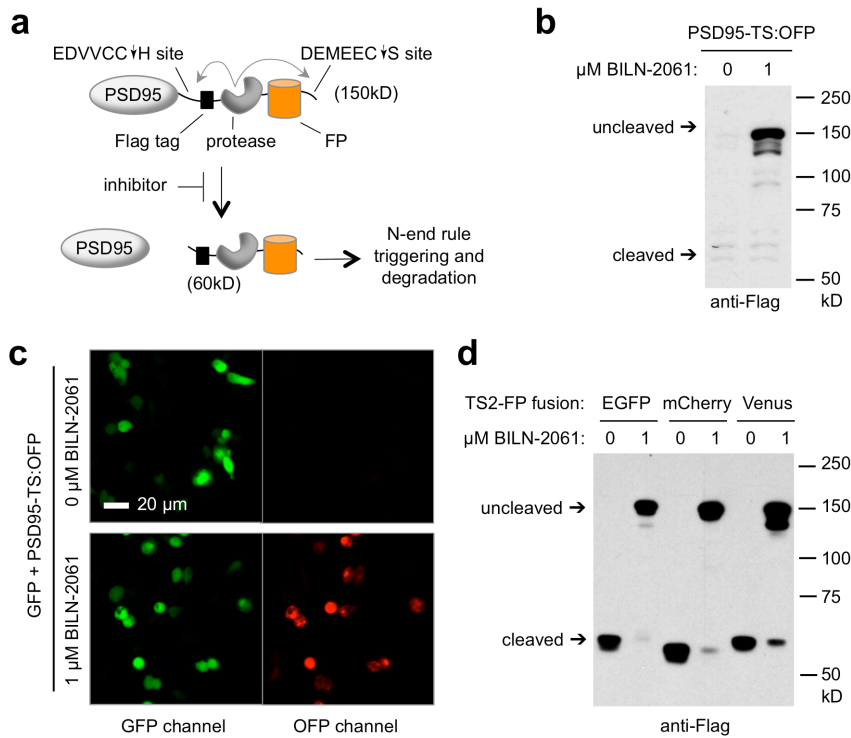 a
EDVVCC H site
DEMEEC S site
PSD95
(150kD)
Flag tag
protease
FP
inhibitor
PSD95
(60kD)
N-end rule
triggering and
degradation
b
PSD95-TS:OFP
µM BILN-2061: 0 1
uncleaved ➔
cleaved ➔
250
150
100
75
50
kD
anti-Flag
c
GFP + PSD95-TS:OFP
0 µM BILN-2061
1 µM BILN-2061
20 µm
GFP channel
OFP channel
d
TS2-FP fusion: EGFP mCherry Venus
µM BILN-2061: 0 1 0 1 0 1
uncleaved ➔
cleaved ➔
250
150
100
75
50
kD
anti-Flag